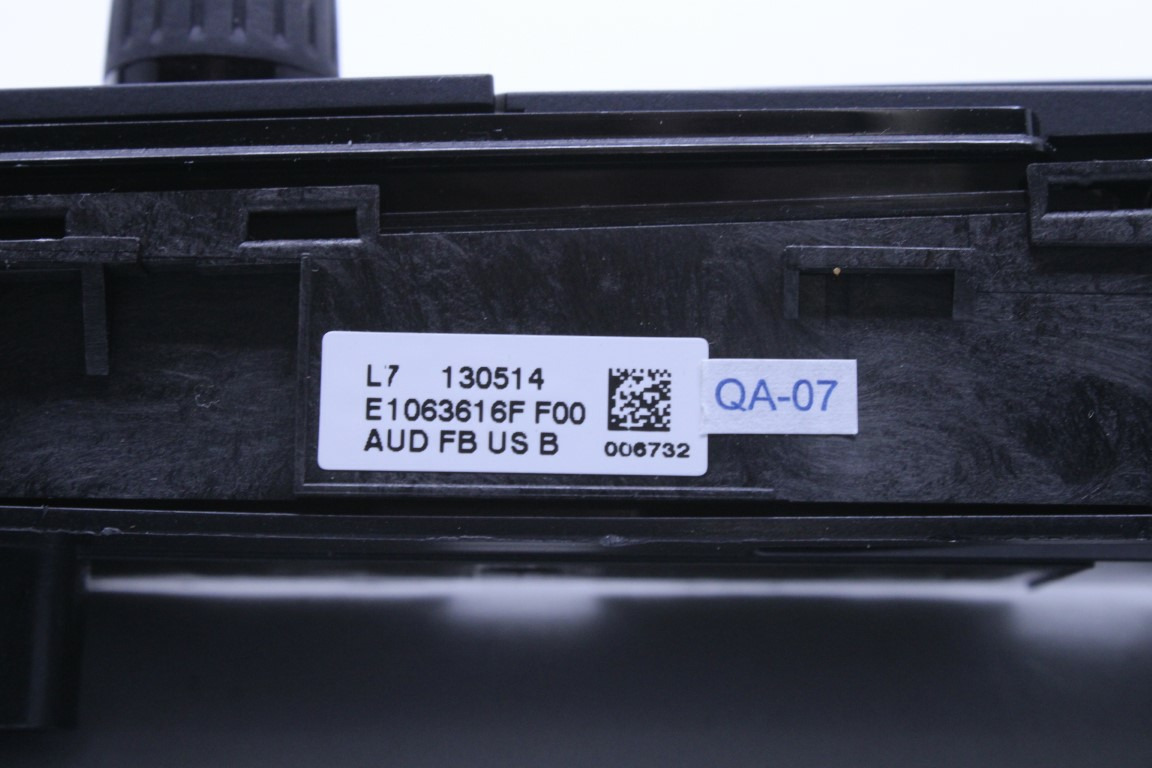 L7 130514
E1063616F F00
AUD FB US B
006732
QA-07